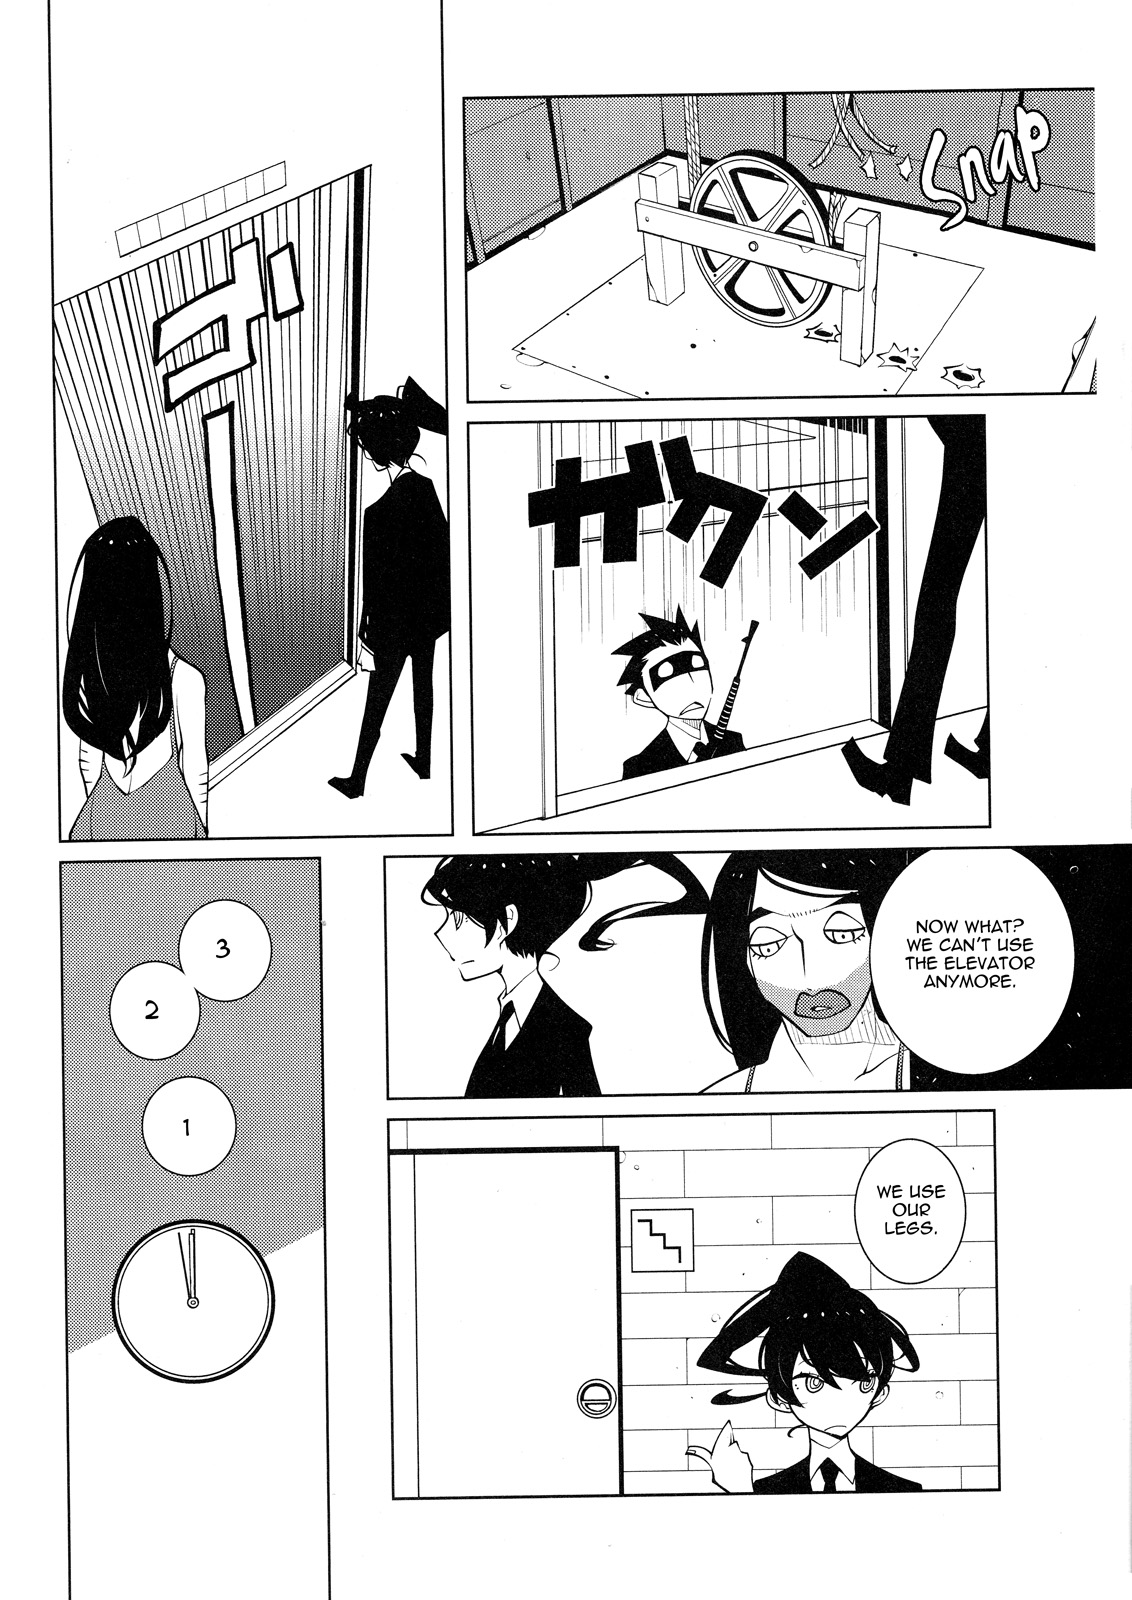 Snap
ガクン
ゴー
NOW WHAT?
WE CAN'T USE
THE ELEVATOR
ANYMORE.
WE USE
OUR
LEGS.
3
2
1